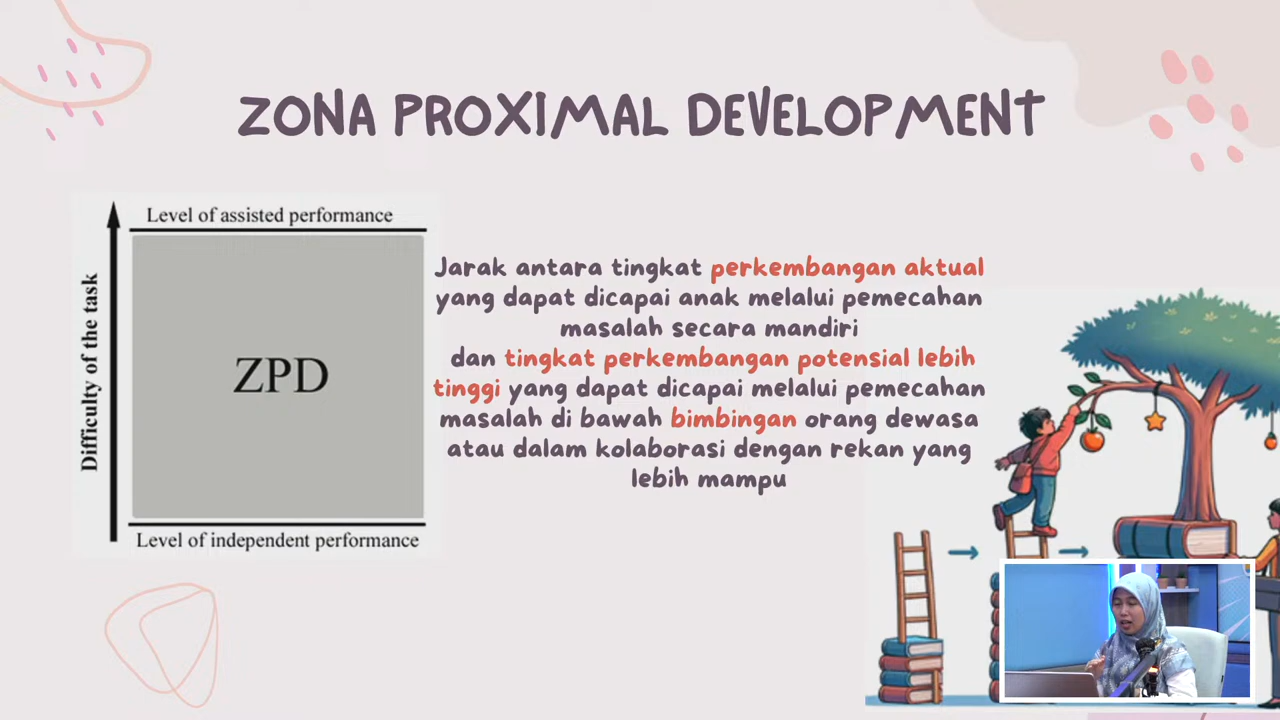 ZONA PROXIMAL DEVELOPMENT
Level of assisted performance
Difficulty of the task
ZPD
Level of independent performance
Jarak antara tingkat perkembangan aktual
yang dapat dicapai anak melalui pemecahan
masalah secara mandiri
dan tingkat perkembangan potensial lebih
tinggi yang dapat dicapai melalui pemecahan
masalah di bawah bimbingan orang dewasa
atau dalam kolaborasi dengan rekan yang
lebih mampu